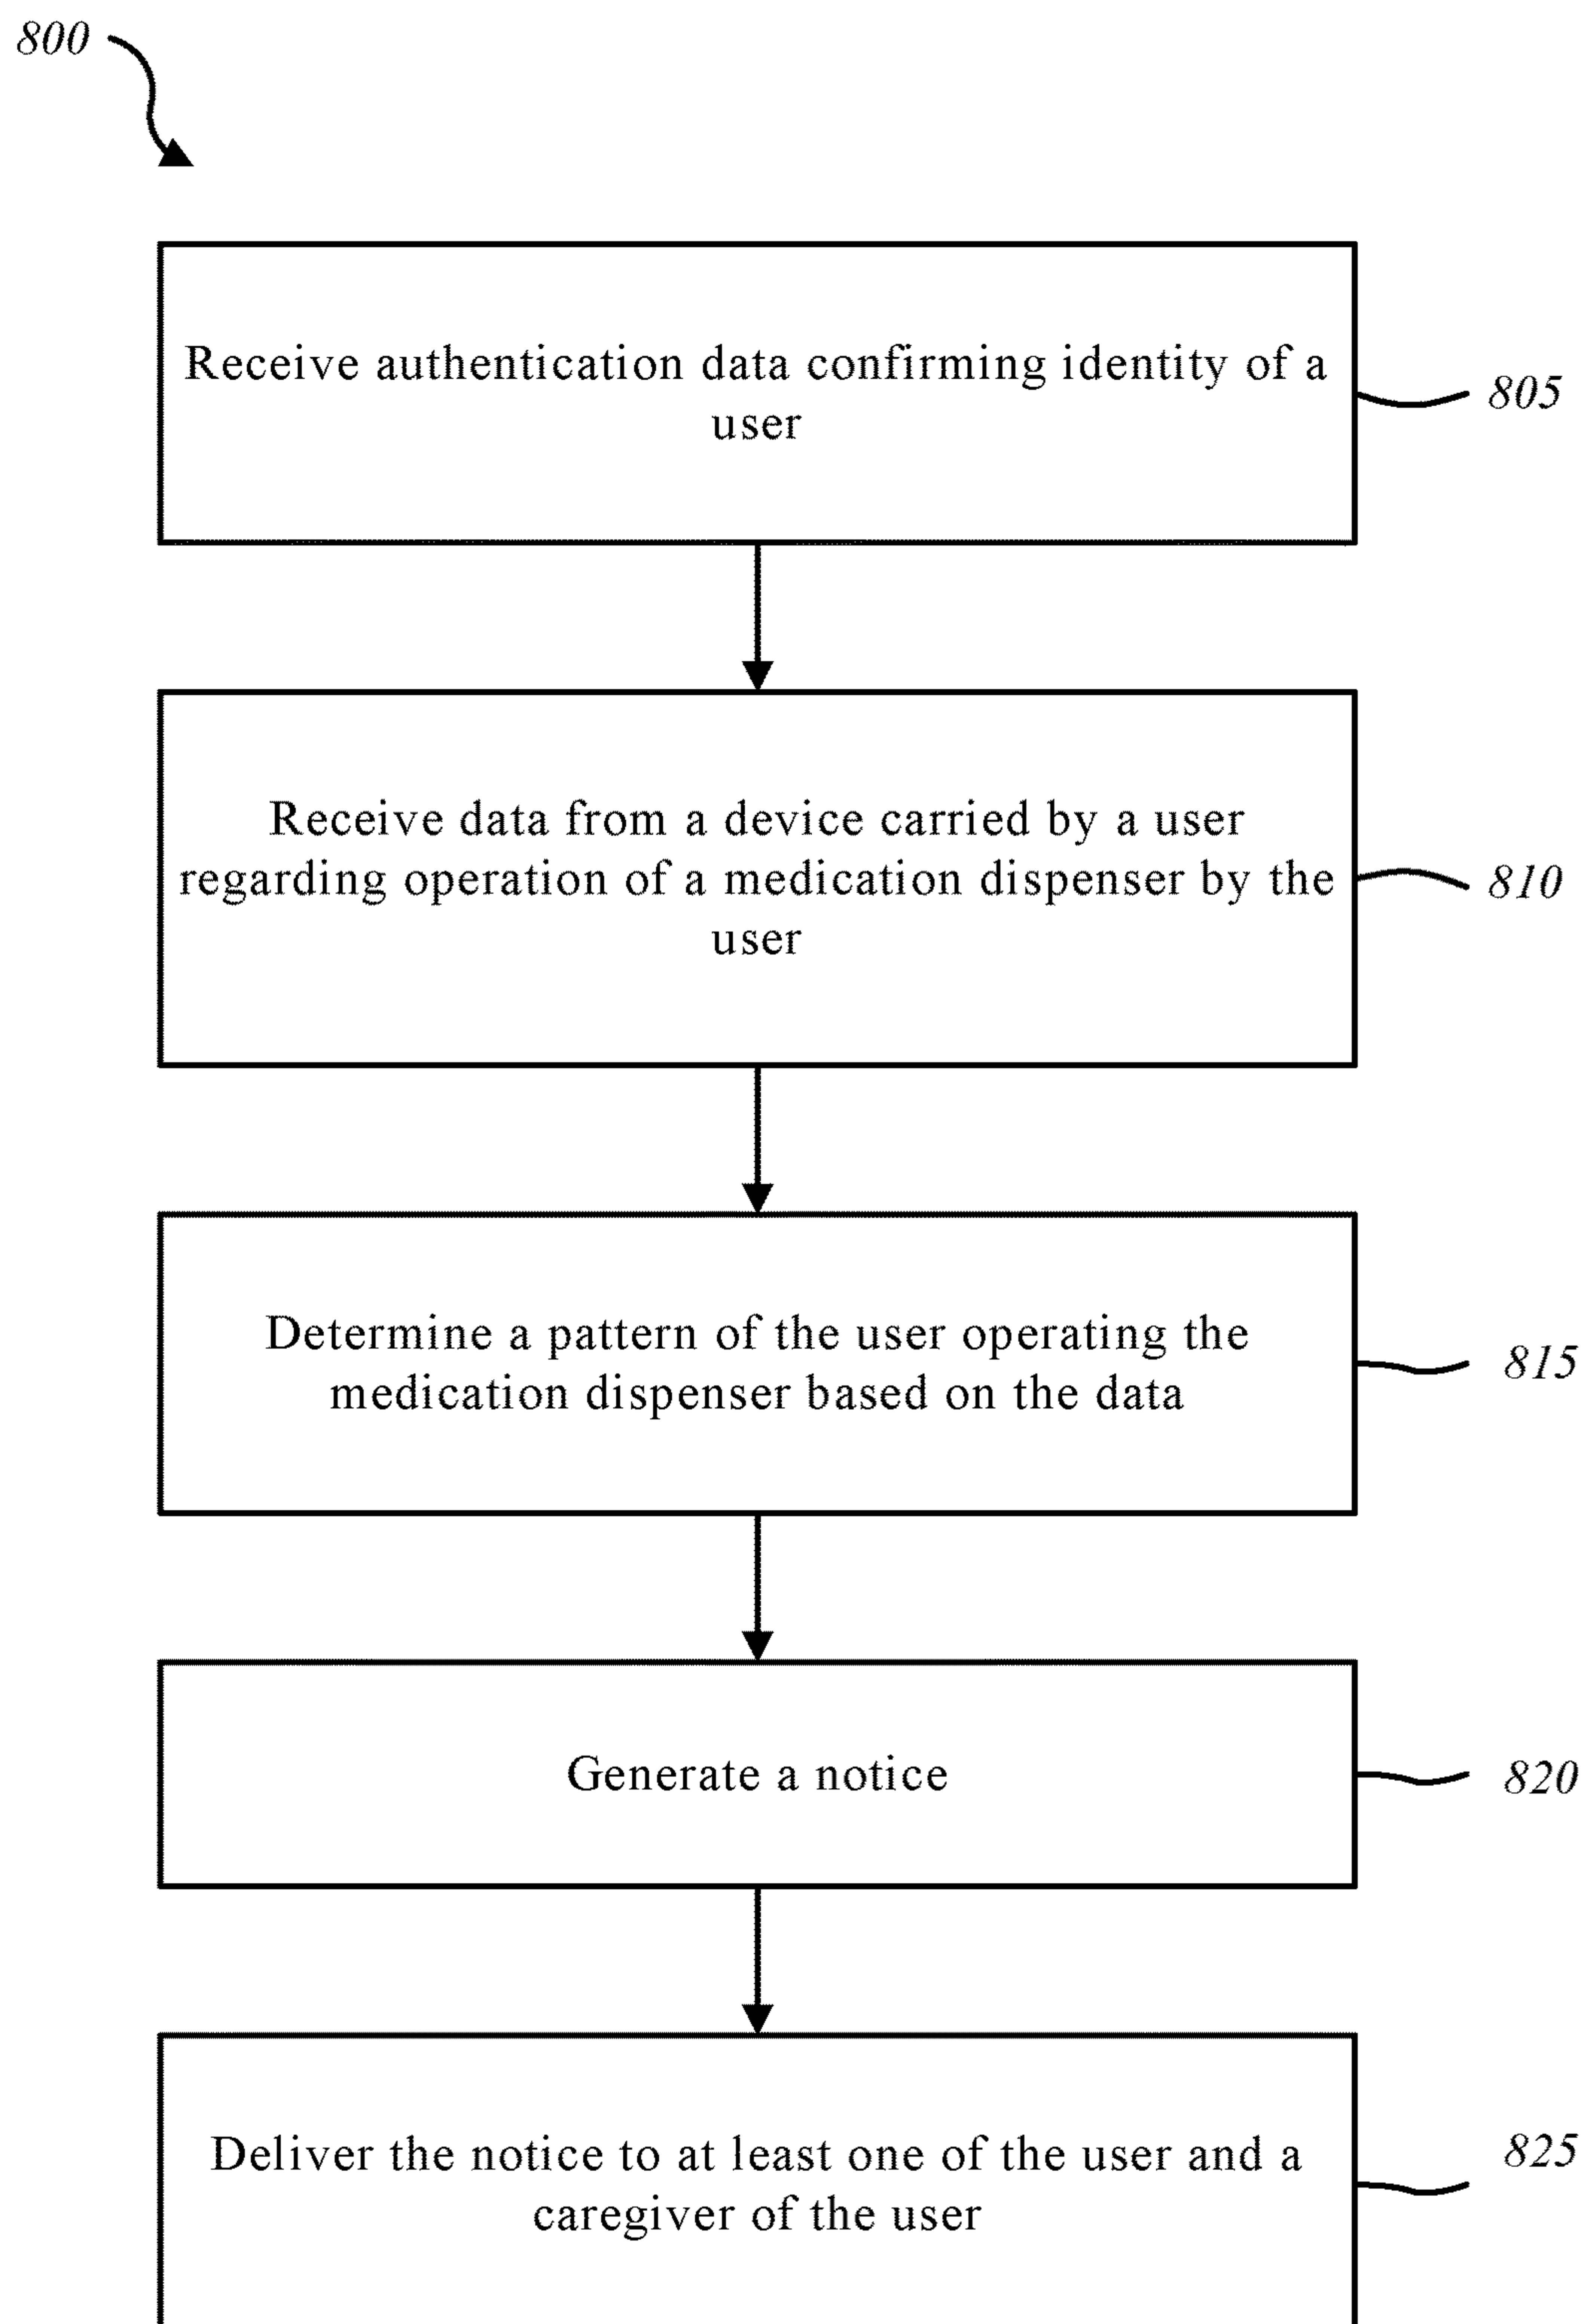 800
Receive authentication data confirming identity of a
user
805
Receive data from a device carried by a user
regarding operation of a medication dispenser by the
user
810
Determine a pattern of the user operating the
medication dispenser based on the data
815
Generate a notice
820
Deliver the notice to at least one of the user and a
caregiver of the user
825